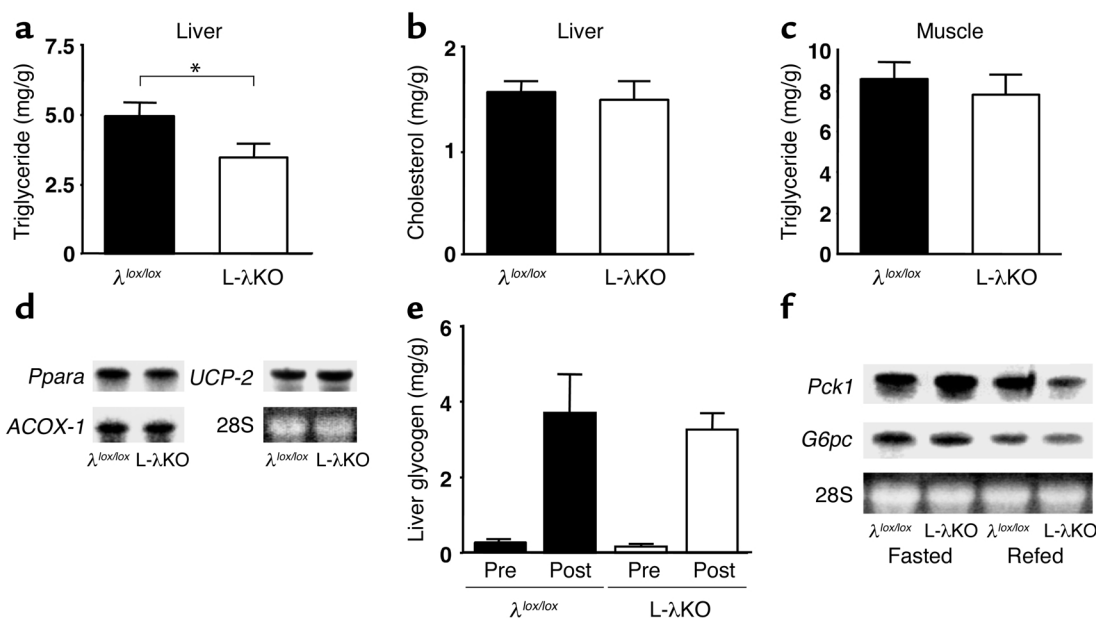 a
Liver
Triglyceride (mg/g)
7.5
5.0
2.5
0
*
λlox/lox
L-λKO
b
Liver
Cholesterol (mg/g)
2
1
0
λlox/lox
L-λKO
c
Muscle
Triglyceride (mg/g)
10
8
6
4
2
0
λlox/lox
L-λKO
d
Ppara
UCP-2
ACOX-1
28S
λlox/lox L-λKO
λlox/lox L-λKO
e
Liver glycogen (mg/g)
6
4
2
0
Pre Post Pre Post
λlox/lox
L-λKO
f
Pck1
G6pc
28S
λlox/lox L-λKO λlox/lox L-λKO
Fasted Refed